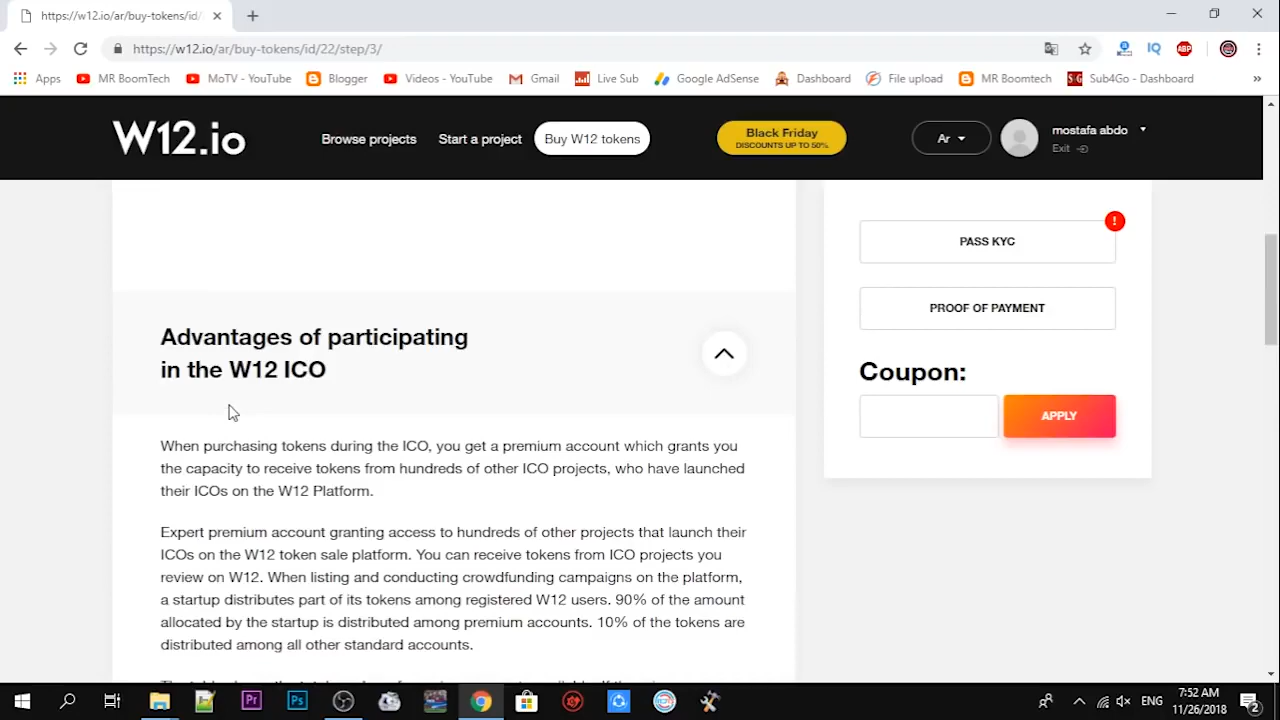 https://w12.io/ar/buy-tokens/id/
https://w12.io/ar/buy-tokens/id/22/step/3/
IQ
ABP
Apps
MR BoomTech
MoTV - YouTube
Blogger
Videos - YouTube
Gmail
Live Sub
Google AdSense
Dashboard
File upload
MR Boomtech
Sub4Go - Dashboard
»
W12.io
Browse projects
Start a project
Buy W12 tokens
Black Friday
DISCOUNTS UP TO 50%
Ar
mostafa abdo
Exit
!
PASS KYC
PROOF OF PAYMENT
Coupon:
APPLY
Advantages of participating
in the W12 ICO
When purchasing tokens during the ICO, you get a premium account which grants you
the capacity to receive tokens from hundreds of other ICO projects, who have launched
their ICOs on the W12 Platform.
Expert premium account granting access to hundreds of other projects that launch their
ICOs on the W12 token sale platform. You can receive tokens from ICO projects you
review on W12. When listing and conducting crowdfunding campaigns on the platform,
a startup distributes part of its tokens among registered W12 users. 90% of the amount
allocated by the startup is distributed among premium accounts. 10% of the tokens are
distributed among all other standard accounts.
Pr
Ps
ENG
7:52 AM
11/26/2018
2